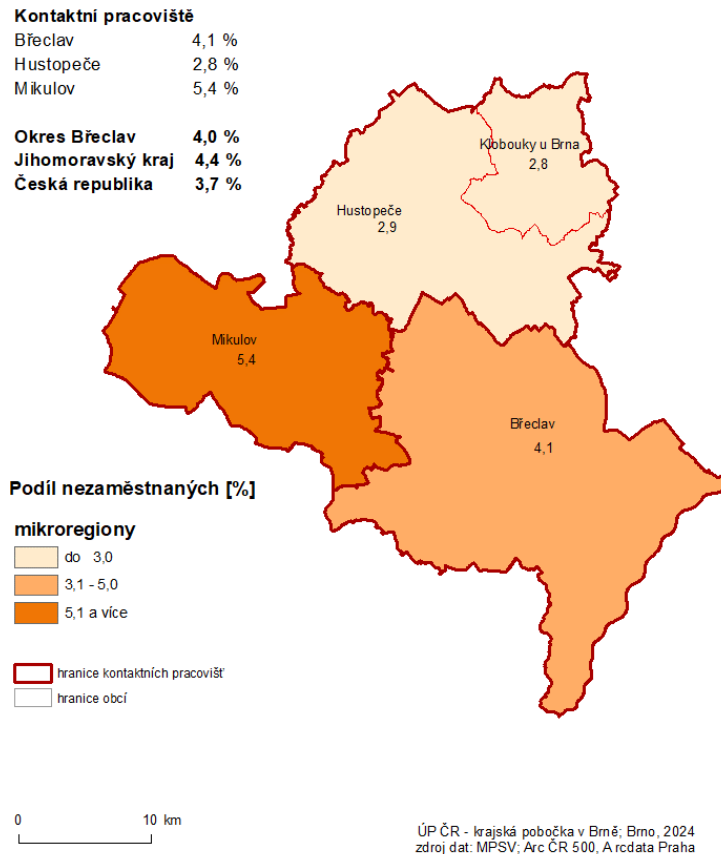 Kontaktní pracoviště
Břeclav 4,1 %
Hustopeče 2,8 %
Mikulov 5,4 %
Okres Břeclav 4,0 %
Jihomoravský kraj 4,4 %
Česká republika 3,7 %
Klobouky u Brna
2,8
Hustopeče
2,9
Mikulov
5,4
Břeclav
4,1
Podíl nezaměstnaných [%]
mikroregiony
do 3,0
3,1 - 5,0
5,1 a více
hranice kontaktních pracovišť
hranice obcí
0 10 km
ÚP ČR - krajská pobočka v Brně; Brno, 2024
zdroj dat: MPSV; Arc ČR 500, Arcdata Praha